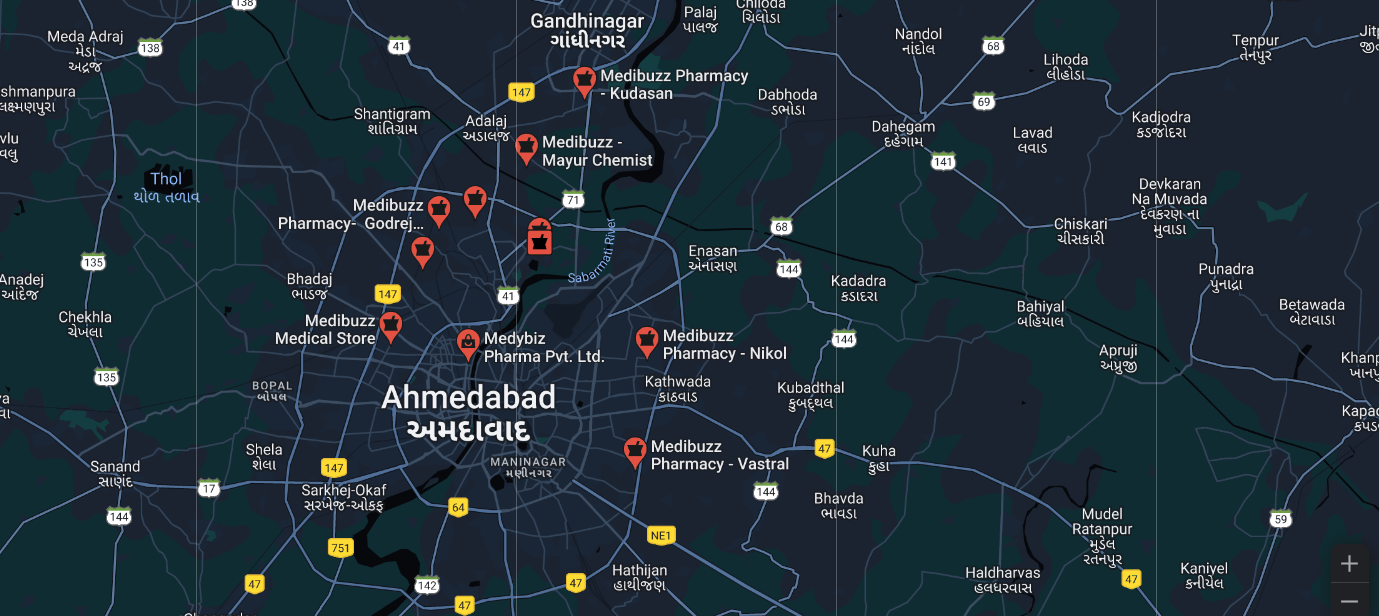 138
Gandhinagar
ગાંધીનગર
Palaj
પાલજ
Chiloda
ચિલોડા
Meda Adraj
મેડા
અદ્રજ
138
41
Nandol
નાંદોલ
68
Tenpur
તેનપુર
Lihoda
લીહોડા
Medibuzz Pharmacy
- Kudasan
147
Dabhoda
ડભોડા
69
Shantigram
શાંતિગ્રામ
Adalaj
અડાલજ
Dahegam
દહેગામ
Lavad
લવાડ
Kadjodra
કડજોદરા
Medibuzz -
Mayur Chemist
141
Thol
થોળ તળાવ
Devkaran
Na Muvada
દેવકરણ ના
મુવાડા
Medibuzz
Pharmacy- Godrej...
71
68
Chiskari
ચીસકારી
Sabarmati River
Enasan
એનાસણ
135
144
Punadra
પુનાદ્રા
Anadej
આંદેજ
Bhadaj
ભાડજ
147
41
Kadadra
કડાદરા
Bahiyal
બહિયાલ
Betawada
બેટાવાડા
Chekhla
ચેખલા
Medibuzz
Medical Store
Medybiz
Pharma Pvt. Ltd.
Medibuzz
Pharmacy - Nikol
144
Apruji
અપ્રુજી
135
BOPAL
બોપલ
Ahmedabad
અમદાવાદ
Kathwada
કાઠવાડ
Kubadthal
કુબદ્થલ
Shela
શેલા
Medibuzz
Pharmacy - Vastral
47
Kuha
કુહા
Sanand
સાણંદ
147
MANINAGAR
મણીનગર
17
Sarkhej-Okaf
સરખેજ-ઓકફ
64
144
Bhavda
ભાવડા
144
59
Mudel
Ratanpur
મુડેલ
રતનપુર
751
NE1
Hathijan
હાથીજણ
Haldharvas
હલધરવાસ
Kaniyel
કનીયેલ
47
142
47
47
47
+
−